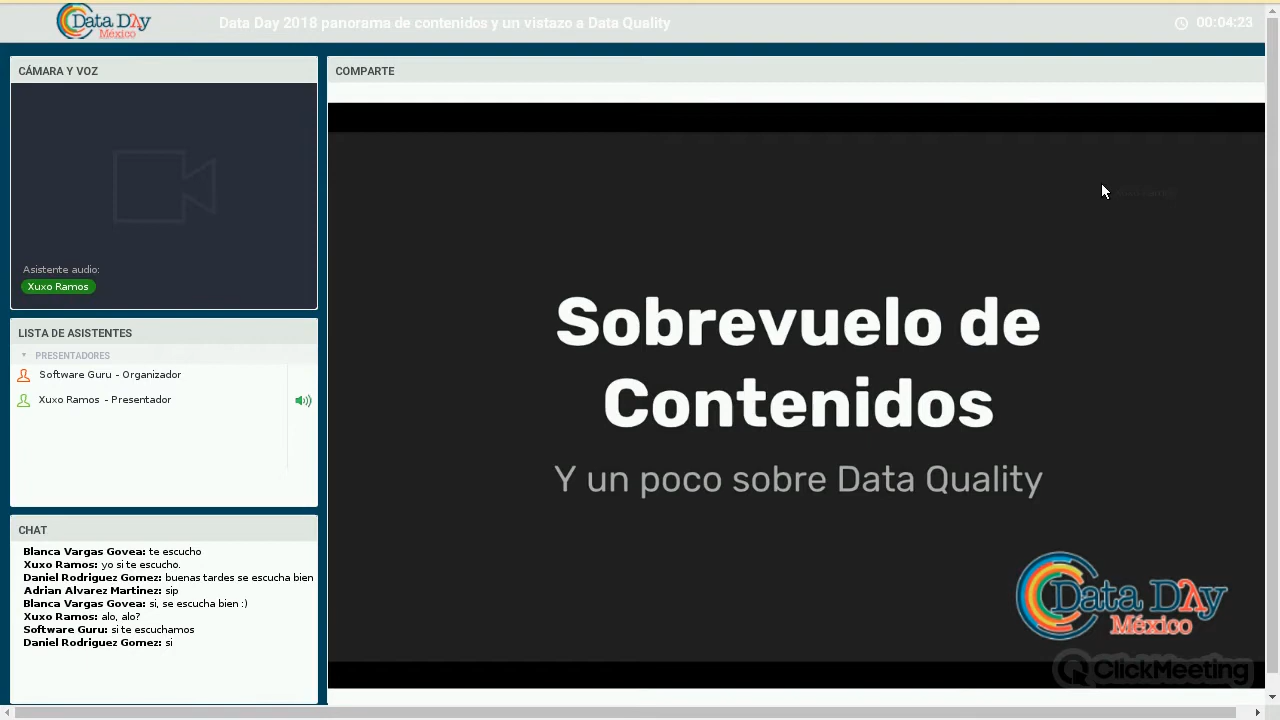 Data Day
México
Data Day 2018 panorama de contenidos y un vistazo a Data Quality
00:04:23
CÁMARA Y VOZ
Asistente audio:
Xuxo Ramos
LISTA DE ASISTENTES
PRESENTADORES
Software Guru - Organizador
Xuxo Ramos - Presentador
CHAT
Blanca Vargas Govea: te escucho
Xuxo Ramos: yo si te escucho.
Daniel Rodriguez Gomez: buenas tardes se escucha bien
Adrian Alvarez Martinez: sip
Blanca Vargas Govea: si, se escucha bien :)
Xuxo Ramos: alo, alo?
Software Guru: si te escuchamos
Daniel Rodriguez Gomez: si
COMPARTE
Sobrevuelo de
Contenidos
Y un poco sobre Data Quality
Data Day
México
ClickMeeting